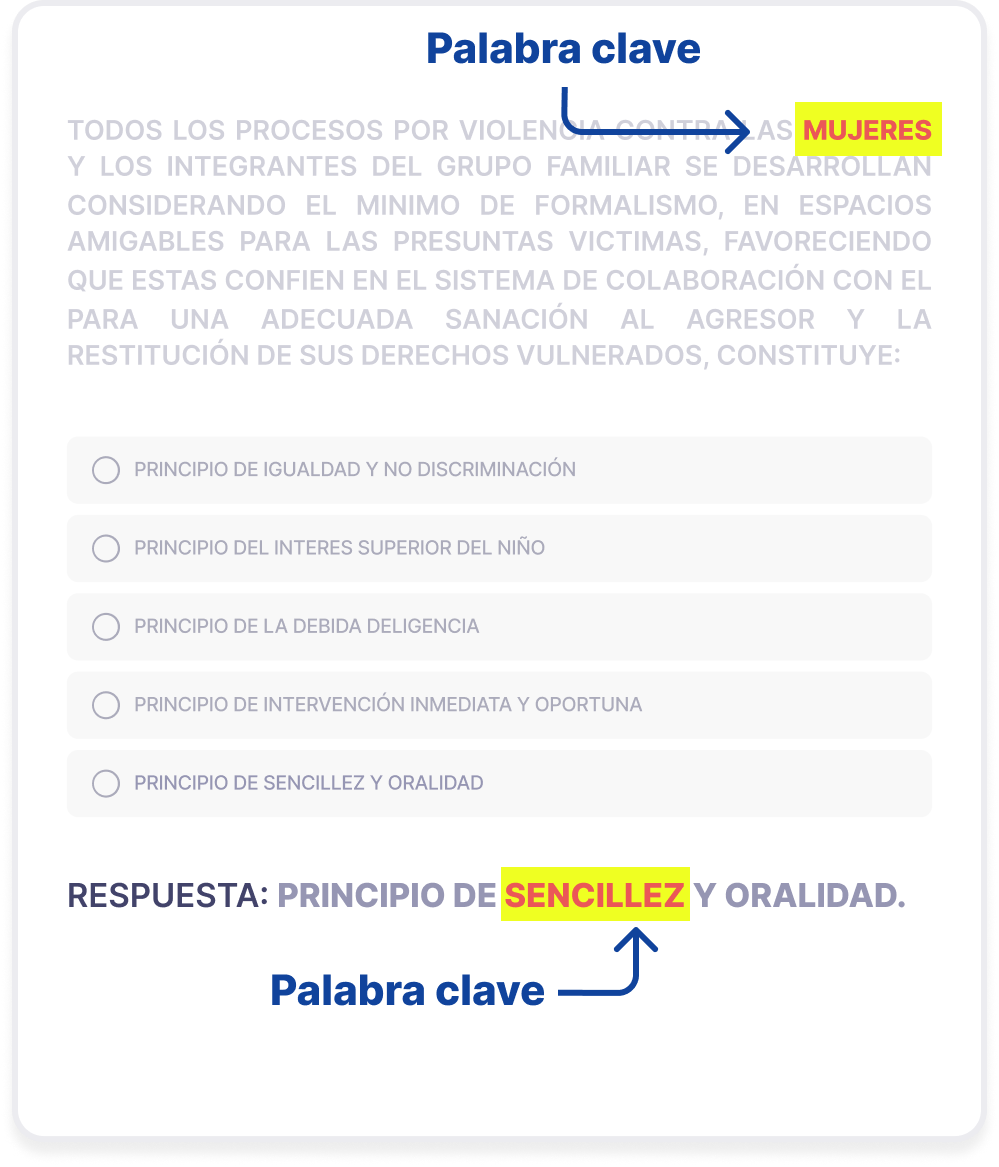 Palabra clave
TODOS LOS PROCESOS POR VIOLENCIA CONTRA LAS MUJERES
Y LOS INTEGRANTES DEL GRUPO FAMILIAR SE DESARROLLAN
CONSIDERANDO EL MINIMO DE FORMALISMO, EN ESPACIOS
AMIGABLES PARA LAS PRESUNTAS VICTIMAS, FAVORECIENDO
QUE ESTAS CONFIEN EN EL SISTEMA DE COLABORACIÓN CON EL
PARA UNA ADECUADA SANACIÓN AL AGRESOR Y LA
RESTITUCIÓN DE SUS DERECHOS VULNERADOS, CONSTITUYE:
PRINCIPIO DE IGUALDAD Y NO DISCRIMINACIÓN
PRINCIPIO DEL INTERES SUPERIOR DEL NIÑO
PRINCIPIO DE LA DEBIDA DELIGENCIA
PRINCIPIO DE INTERVENCIÓN INMEDIATA Y OPORTUNA
PRINCIPIO DE SENCILLEZ Y ORALIDAD
RESPUESTA: PRINCIPIO DE SENCILLEZ Y ORALIDAD.
Palabra clave